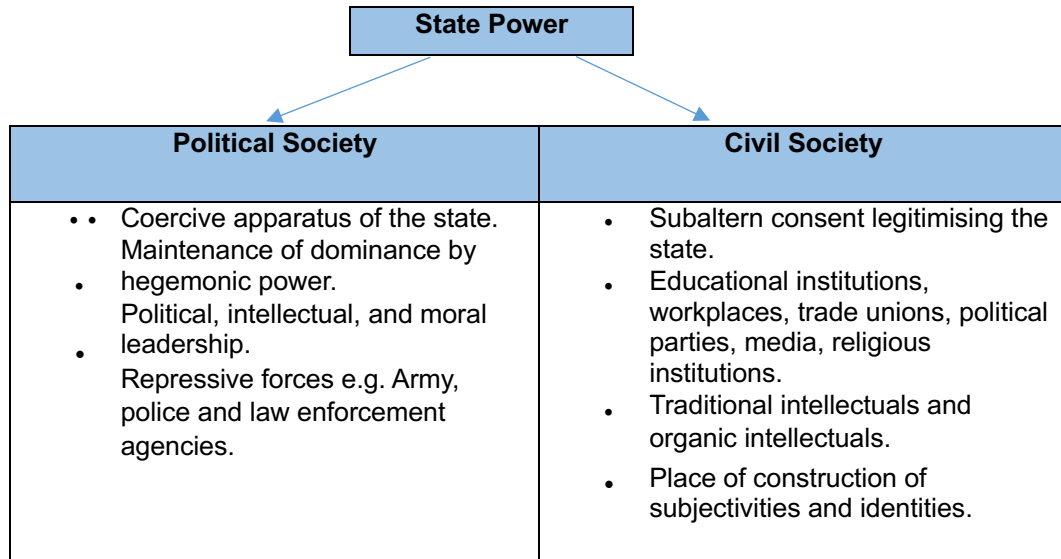 State Power
Political Society
Civil Society
• • Coercive apparatus of the state.
Maintenance of dominance by
• hegemonic power.
Political, intellectual, and moral
• leadership.
Repressive forces e.g. Army,
police and law enforcement
agencies.
• Subaltern consent legitimising the
state.
• Educational institutions,
workplaces, trade unions, political
parties, media, religious
institutions.
• Traditional intellectuals and
organic intellectuals.
• Place of construction of
subjectivities and identities.